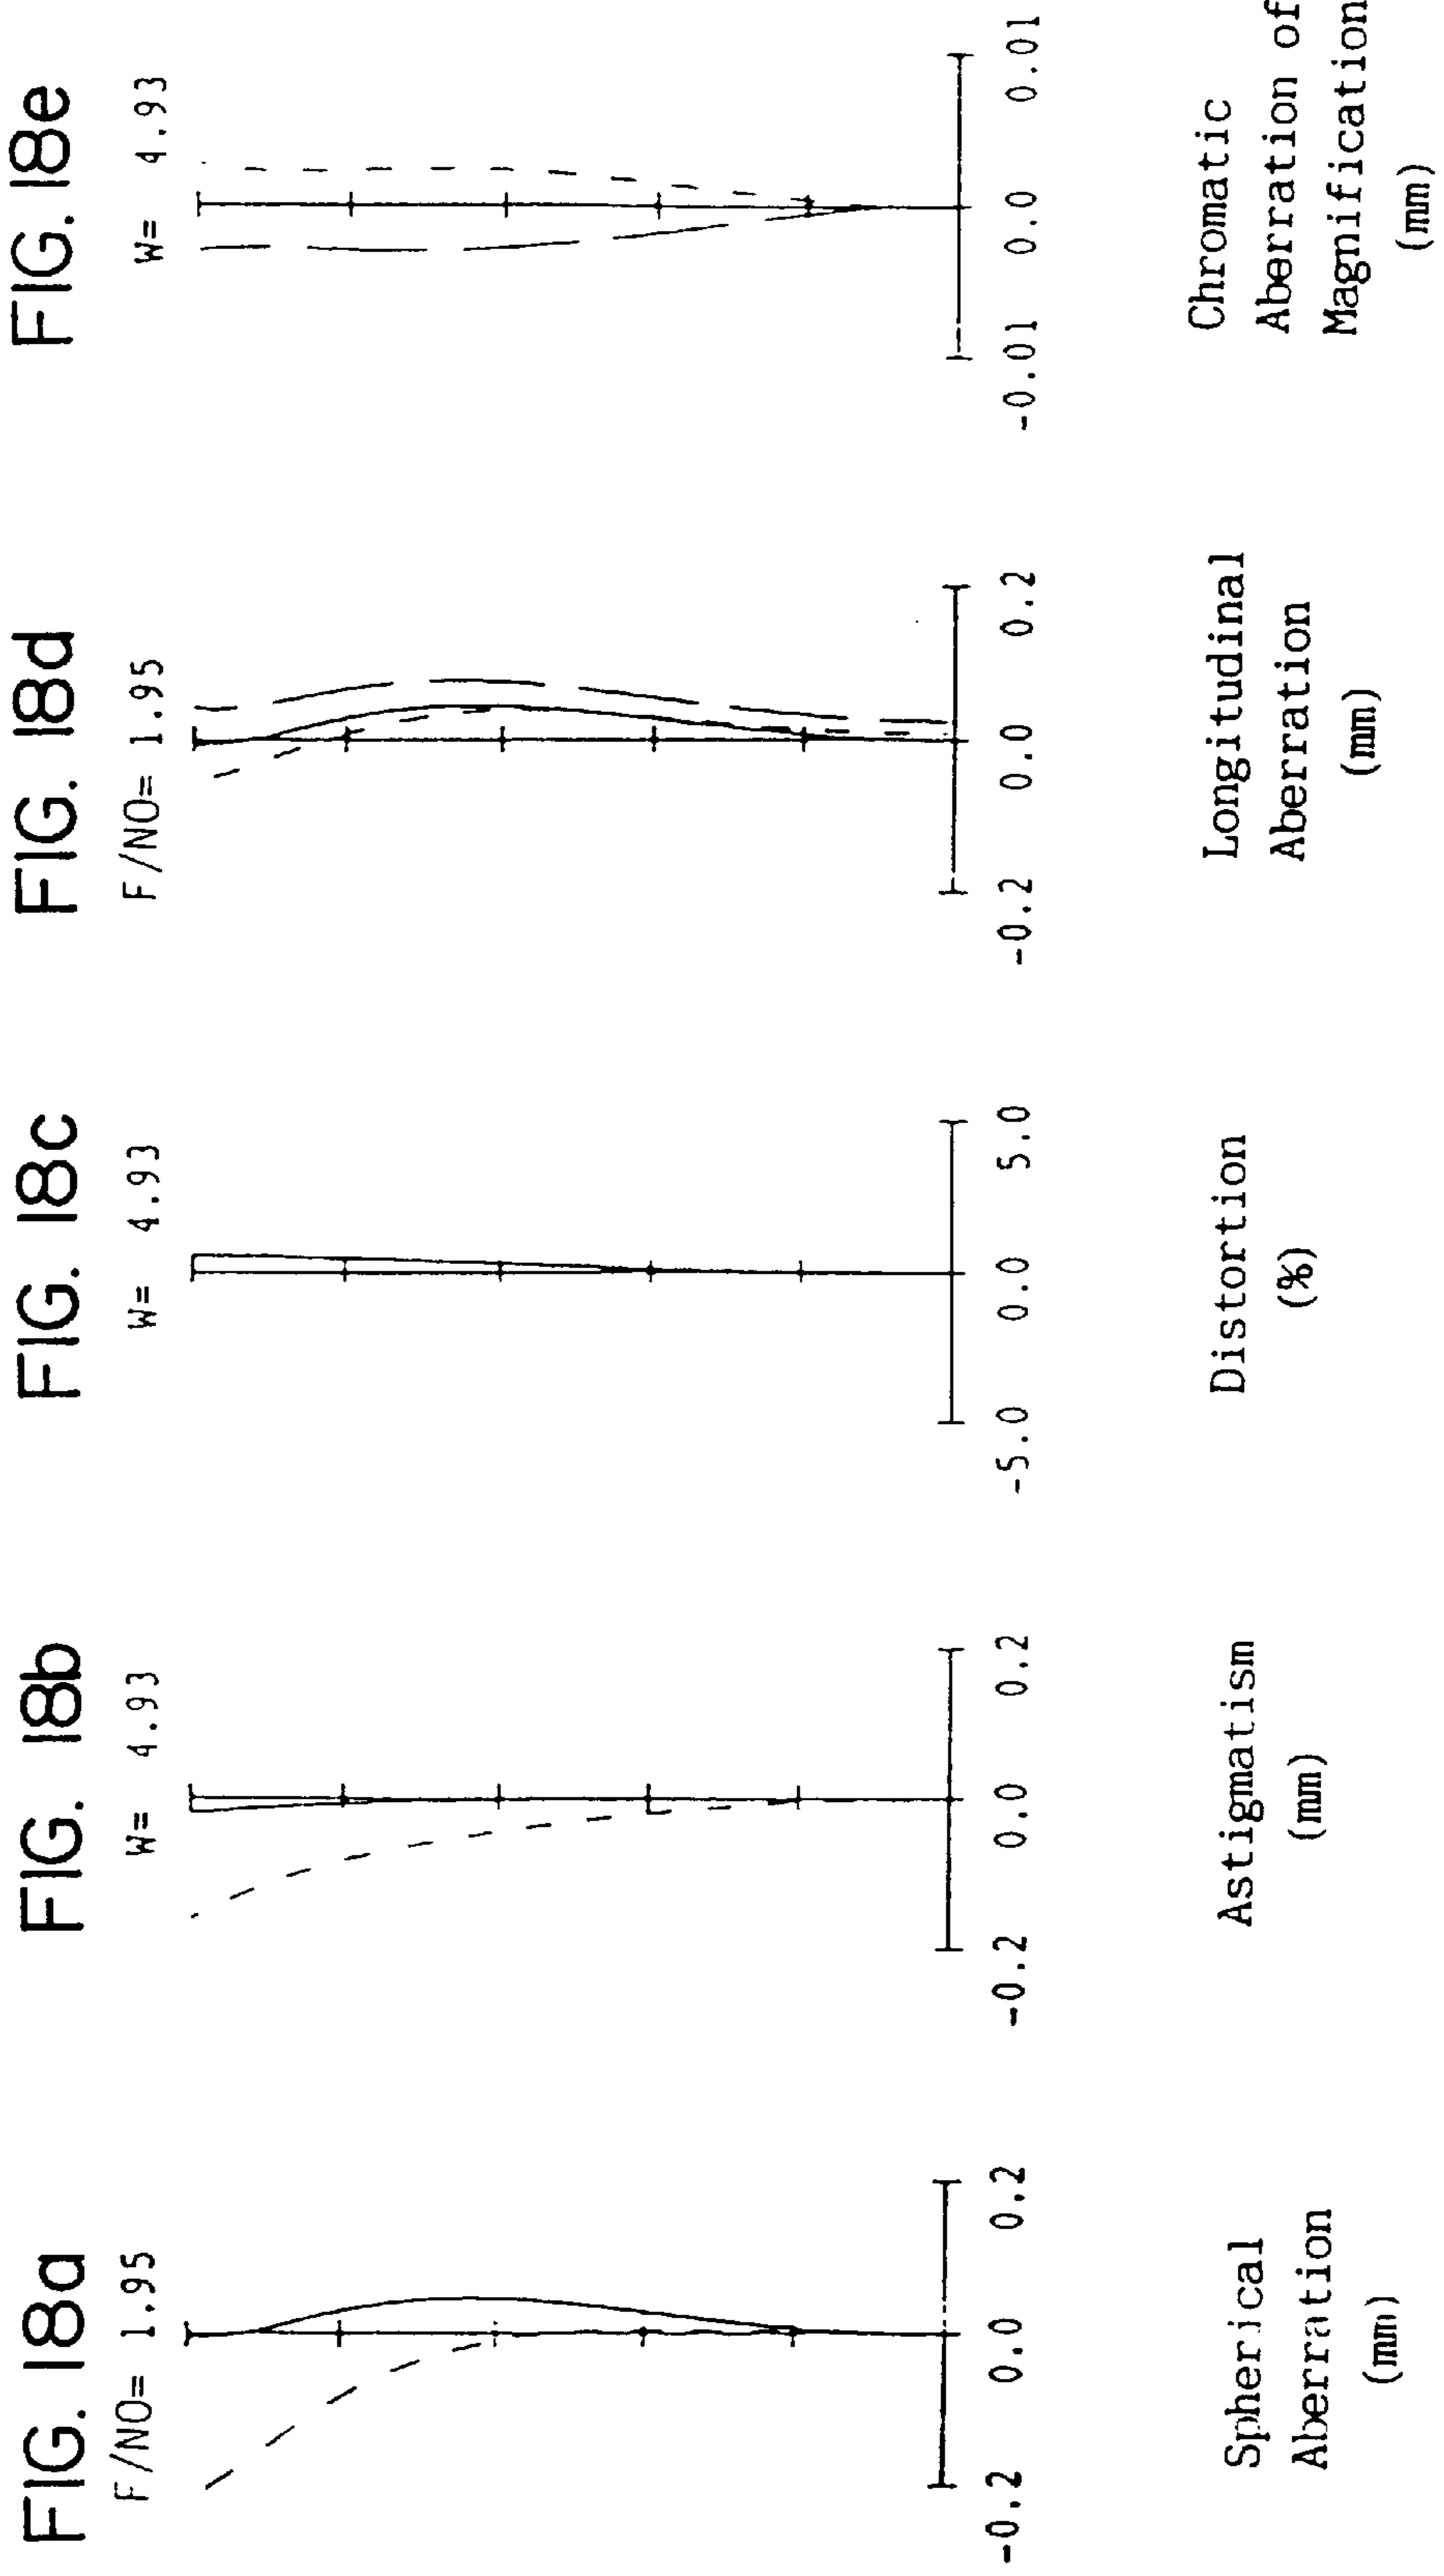 FIG. 18a
F/NO= 1.95
-0.2 0.0 0.2
Spherical
Aberration
(mm)
FIG. 18b
W= 4.93
-0.2 0.0 0.2
Astigmatism
(mm)
FIG. 18c
W= 4.93
-5.0 0.0 5.0
Distortion
(%)
FIG. 18d
F/NO= 1.95
-0.2 0.0 0.2
Longitudinal
Aberration
(mm)
FIG. 18e
W= 4.93
-0.01 0.0 0.01
Chromatic
Aberration of
Magnification
(mm)